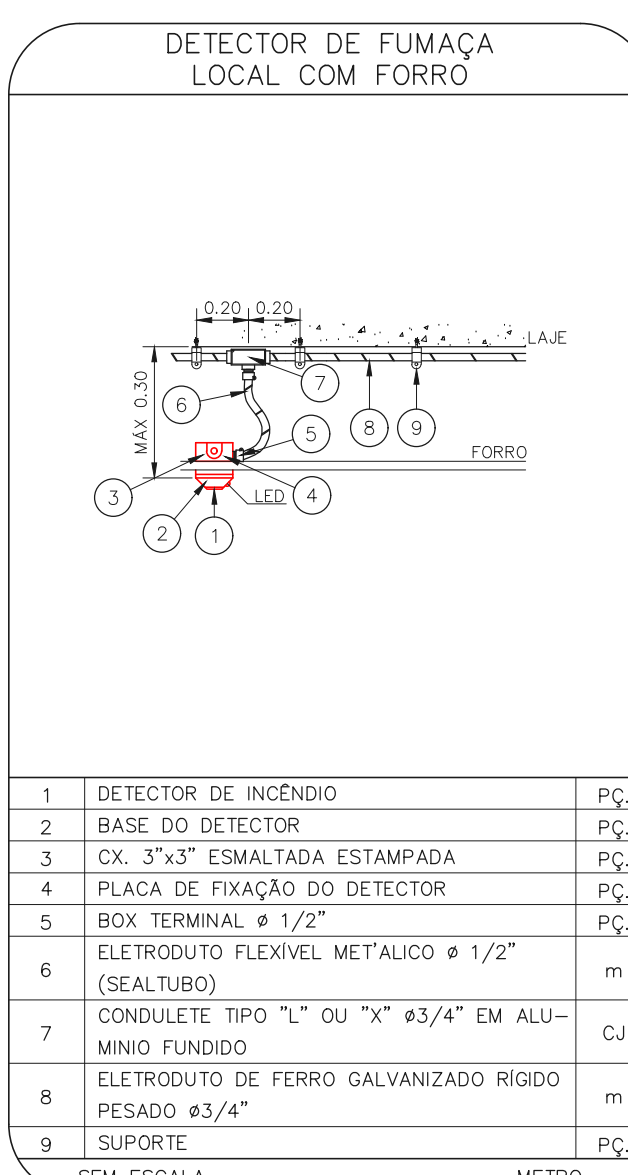 DETECTOR DE FUMAÇA
LOCAL COM FORRO
0.20 0.20
LAJE
MÁX 0.30
7
6
5
8
9
FORRO
3
LED
4
2
1
1 DETECTOR DE INCÊNDIO PÇ.
2 BASE DO DETECTOR PÇ.
3 CX. 3"x3" ESMALTADA ESTAMPADA PÇ.
4 PLACA DE FIXAÇÃO DO DETECTOR PÇ.
5 BOX TERMINAL ø 1/2" PÇ.
6 ELETRODUTO FLEXÍVEL MET'ALICO ø 1/2" m
(SEALTUBO)
7 CONDULETE TIPO "L" OU "X" ø3/4" EM ALU- CJ
MINIO FUNDIDO
8 ELETRODUTO DE FERRO GALVANIZADO RÍGIDO m
PESADO ø3/4"
9 SUPORTE PÇ.
SEM ESCALA METRO